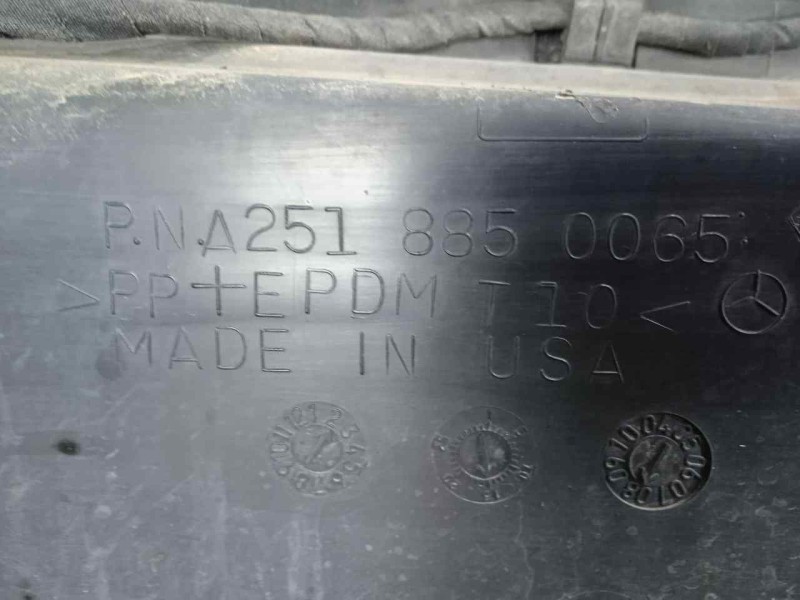 P.N.A251 885 0065
>PP+EPDM T10<
MADE IN USA